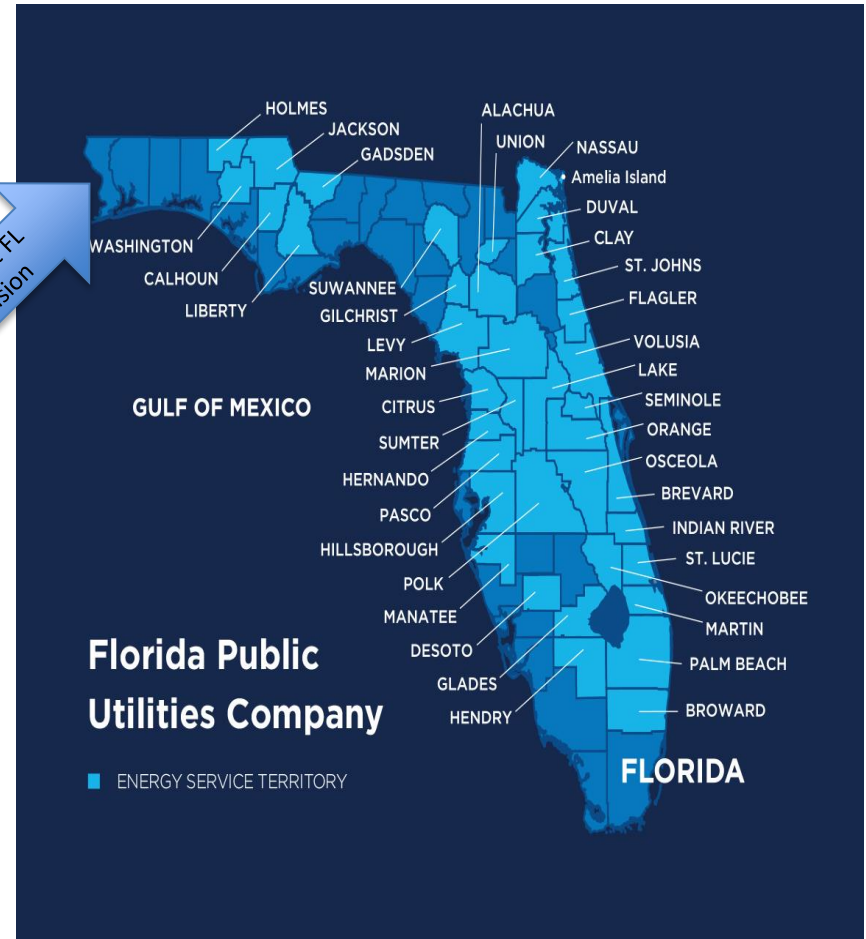 HOLMES
JACKSON
GADSDEN
ALACHUA
UNION
NASSAU
Amelia Island
DUVAL
CLAY
ST. JOHNS
FLAGLER
VOLUSIA
LAKE
SEMINOLE
ORANGE
OSCEOLA
BREVARD
INDIAN RIVER
ST. LUCIE
OKEECHOBEE
MARTIN
PALM BEACH
BROWARD
WASHINGTON
CALHOUN
LIBERTY
SUWANNEE
GILCHRIST
LEVY
MARION
CITRUS
SUMTER
HERNANDO
PASCO
HILLSBOROUGH
POLK
MANATEE
DESOTO
GLADES
HENDRY
GULF OF MEXICO
FL
Florida Public
Utilities Company
ENERGY SERVICE TERRITORY
FLORIDA